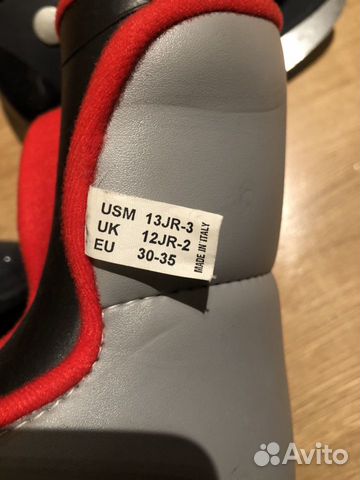 USM 13JR-3
UK 12JR-2
EU 30-35
MADE IN ITALY
Avito